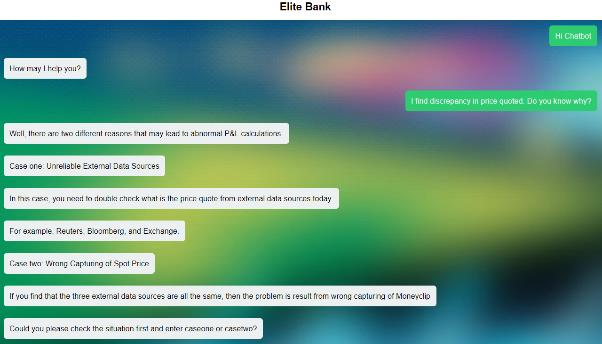 Elite Bank
Hi Chatbot
How may I help you?
I find discrepancy in price quoted. Do you know why?
Well, there are two different reasons that may lead to abnormal P&L calculations.
Case one: Unreliable External Data Sources
In this case, you need to double check what is the price quote from external data sources today.
For example, Reuters, Bloomberg, and Exchange.
Case two: Wrong Capturing of Spot Price
If you find that the three external data sources are all the same, then the problem is result from wrong capturing of Moneyclip
Could you please check the situation first and enter caseone or casetwo?